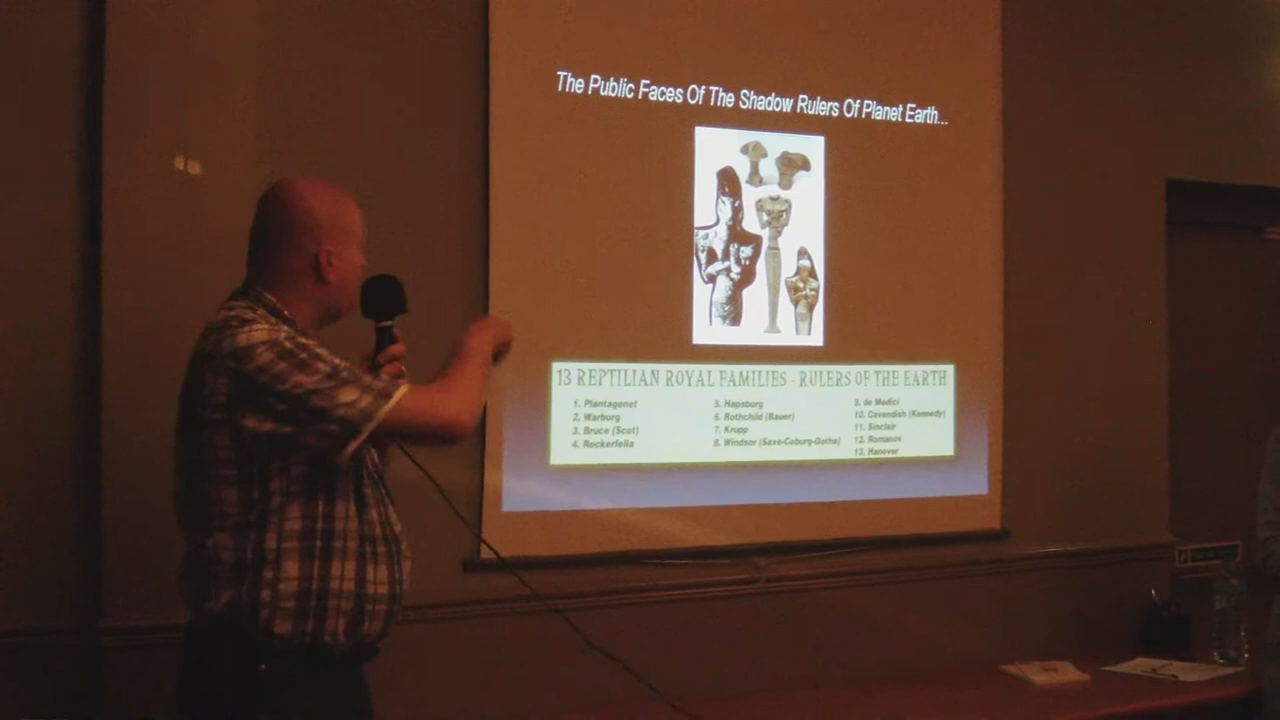 The Public Faces Of The Shadow Rulers Of Planet Earth...
13 REPTILIAN ROYAL FAMILIES - RULERS OF THE EARTH
1. Plantagenet
2. Warburg
3. Bruce (Scot)
4. Rockerfella
5. Hapsburg
6. Rothchild (Bauer)
7. Krupp
8. Windsor (Saxe-Coburg-Gotha)
9. de Medici
10. Cavendish (Kennedy)
11. Sinclair
12. Romanov
13. Hanover